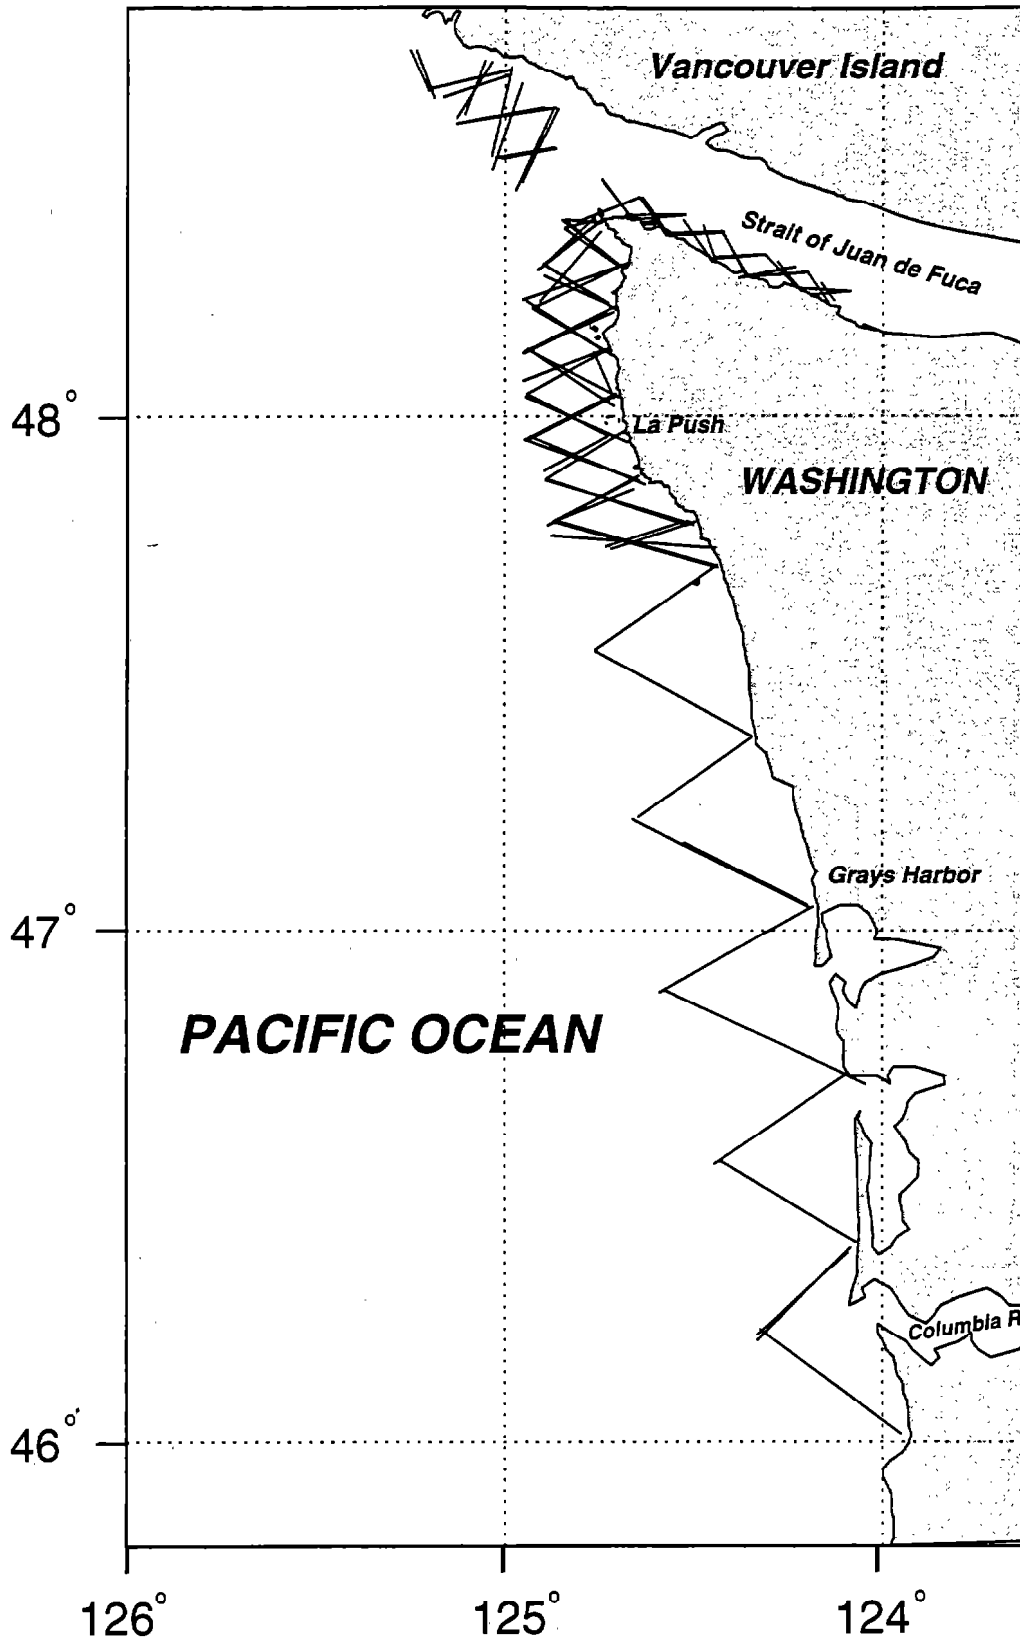 Vancouver Island
Strait of Juan de Fuca
48°
La Push
WASHINGTON
Grays Harbor
47°
PACIFIC OCEAN
Columbia R
46°
126°
125°
124°